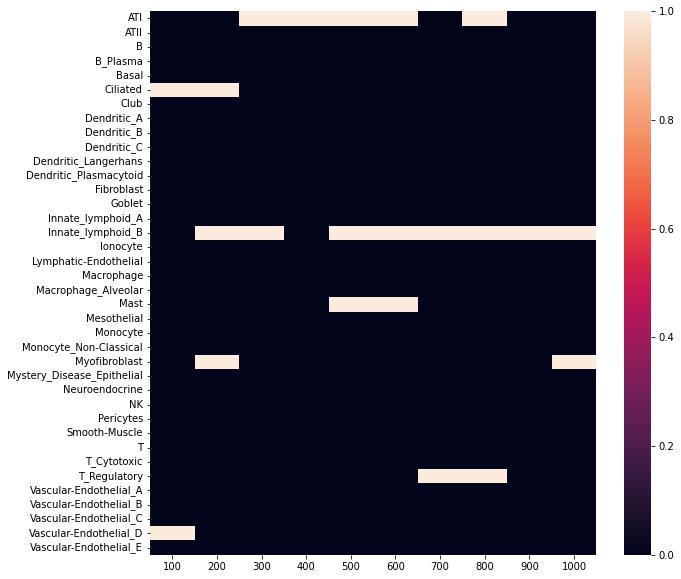 ATI
ATII
B
B_Plasma
Basal
Ciliated
Club
Dendritic_A
Dendritic_B
Dendritic_C
Dendritic_Langerhans
Dendritic_Plasmacytoid
Fibroblast
Goblet
Innate_lymphoid_A
Innate_lymphoid_B
Ionocyte
Lymphatic-Endothelial
Macrophage
Macrophage_Alveolar
Mast
Mesothelial
Monocyte
Monocyte_Non-Classical
Myofibroblast
Mystery_Disease_Epithelial
Neuroendocrine
NK
Pericytes
Smooth-Muscle
T
T_Cytotoxic
T_Regulatory
Vascular-Endothelial_A
Vascular-Endothelial_B
Vascular-Endothelial_C
Vascular-Endothelial_D
Vascular-Endothelial_E
100 200 300 400 500 600 700 800 900 1000
1.0
0.8
0.6
0.4
0.2
0.0